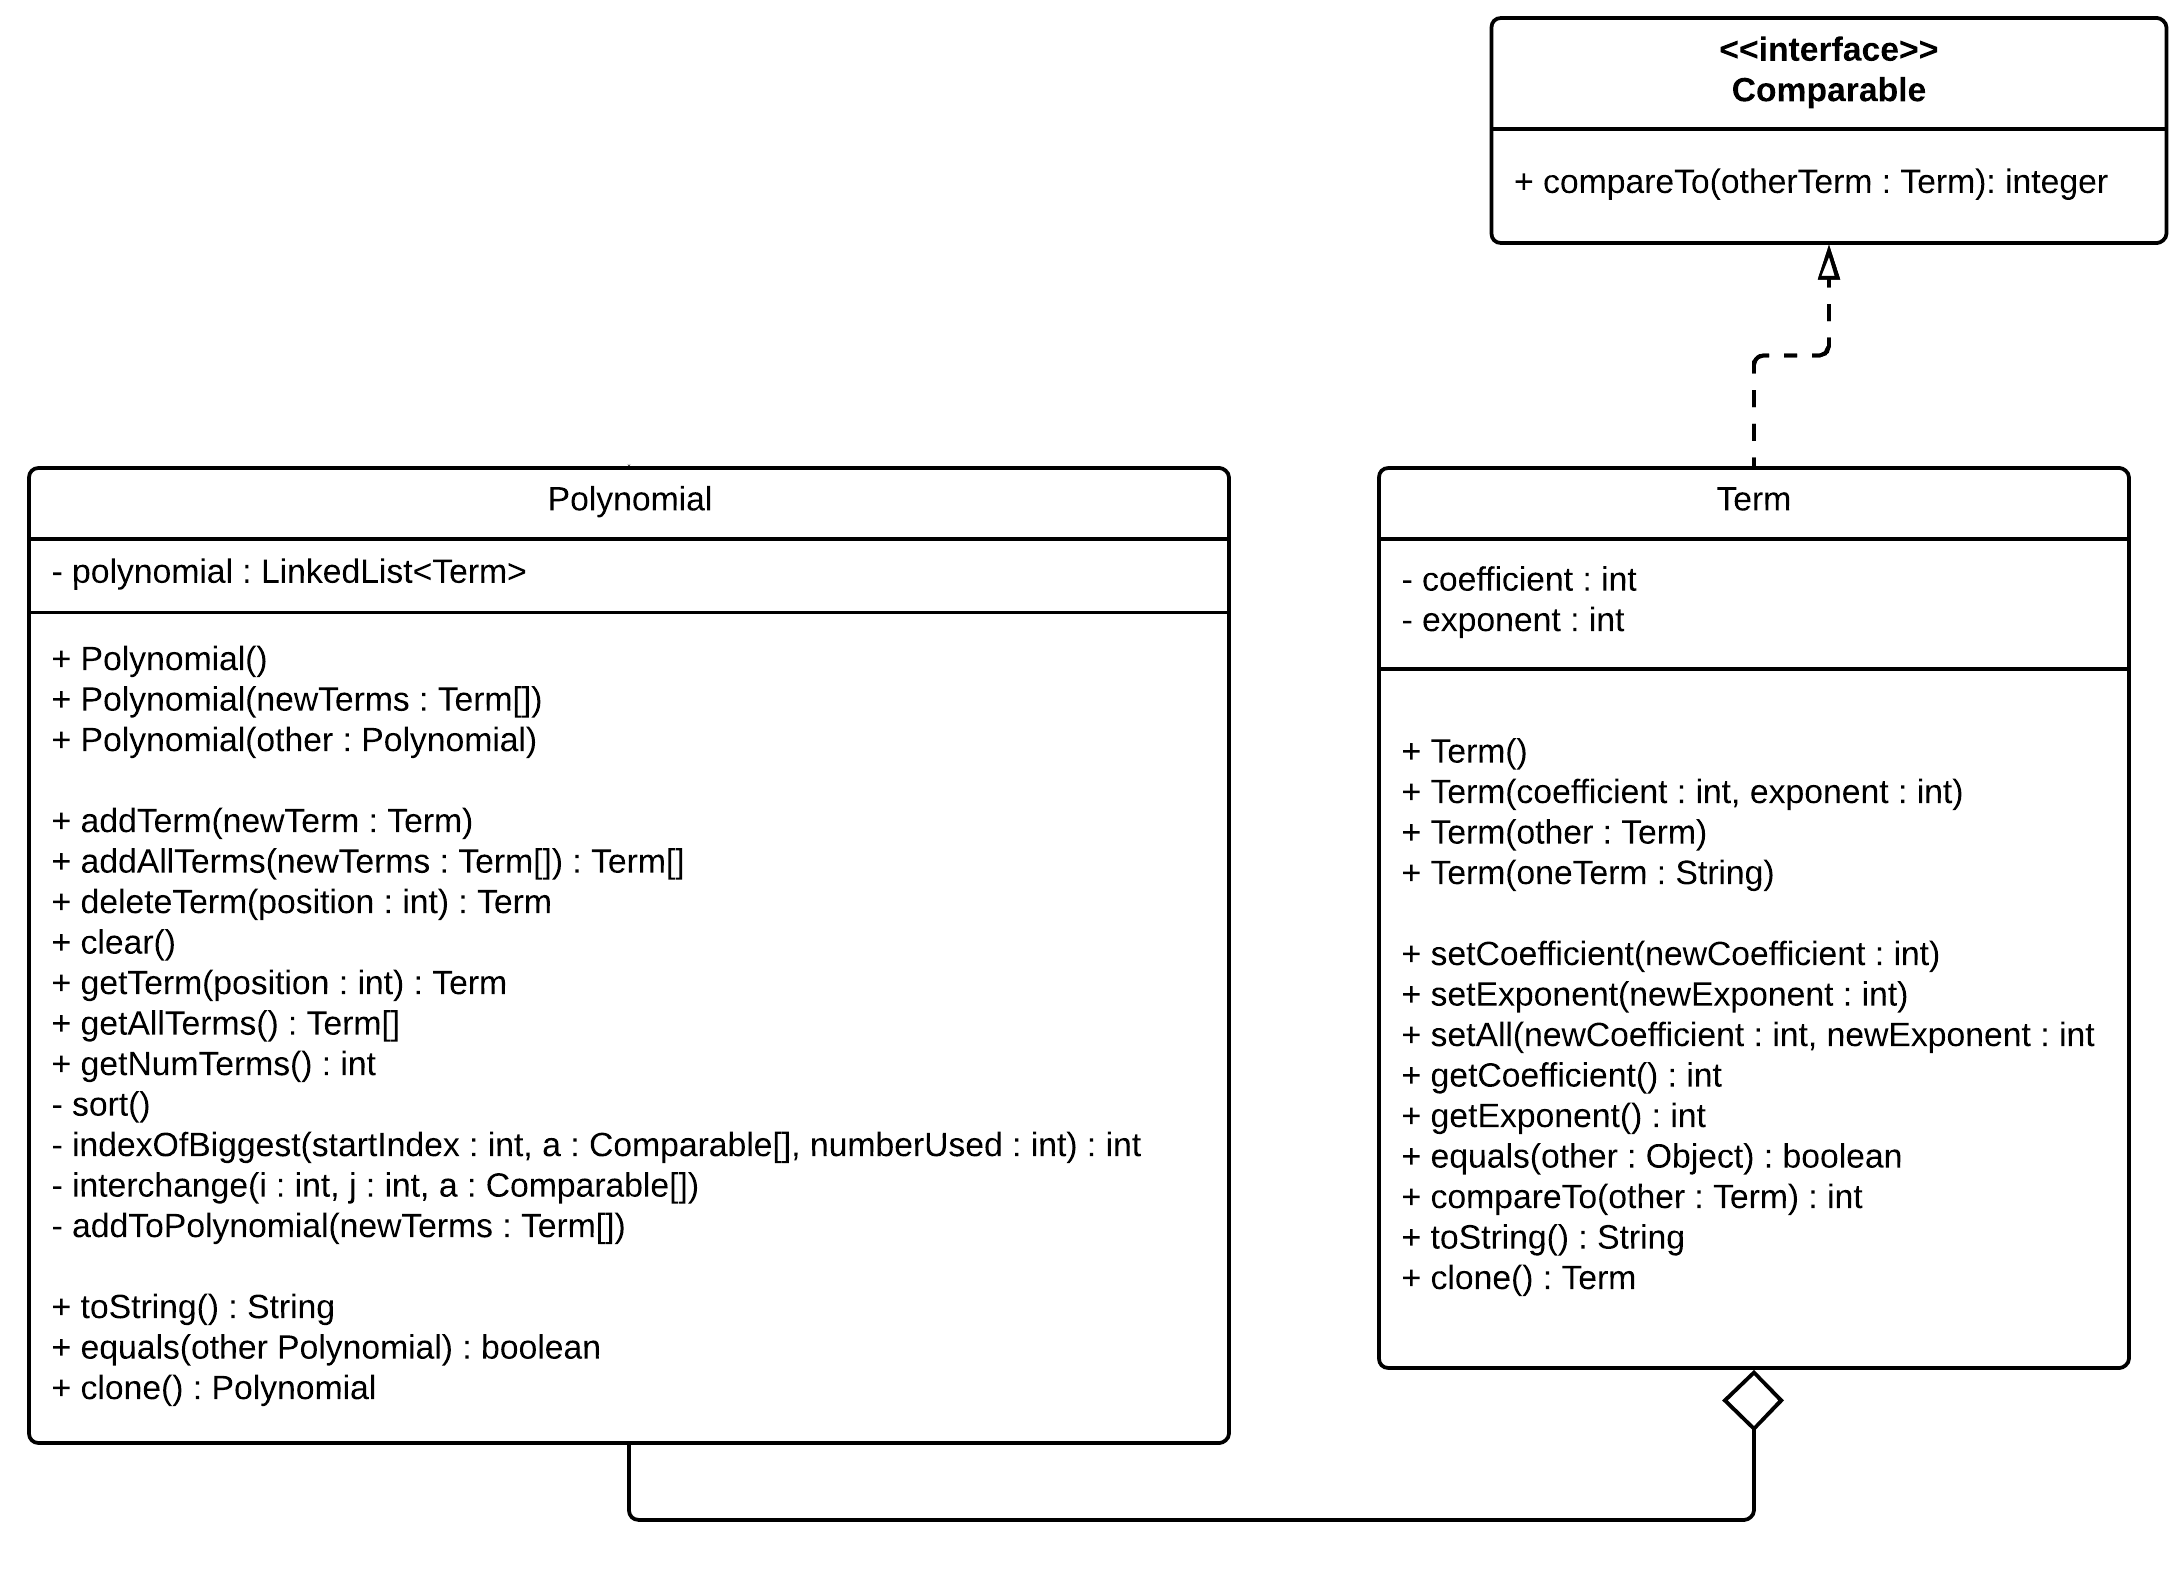 <<interface>>
Comparable
+ compareTo(otherTerm : Term): integer
Polynomial
- polynomial : LinkedList<Term>
+ Polynomial()
+ Polynomial(newTerms : Term[])
+ Polynomial(other : Polynomial)
+ addTerm(newTerm : Term)
+ addAllTerms(newTerms : Term[]) : Term[]
+ deleteTerm(position : int) : Term
+ clear()
+ getTerm(position : int) : Term
+ getAllTerms() : Term[]
+ getNumTerms() : int
- sort()
- indexOfBiggest(startIndex : int, a : Comparable[], numberUsed : int) : int
- interchange(i : int, j : int, a : Comparable[])
- addToPolynomial(newTerms : Term[])
+ toString() : String
+ equals(other Polynomial) : boolean
+ clone() : Polynomial
Term
- coefficient : int
- exponent : int
+ Term()
+ Term(coefficient : int, exponent : int)
+ Term(other : Term)
+ Term(oneTerm : String)
+ setCoefficient(newCoefficient : int)
+ setExponent(newExponent : int)
+ setAll(newCoefficient : int, newExponent : int
+ getCoefficient() : int
+ getExponent() : int
+ equals(other : Object) : boolean
+ compareTo(other : Term) : int
+ toString() : String
+ clone() : Term